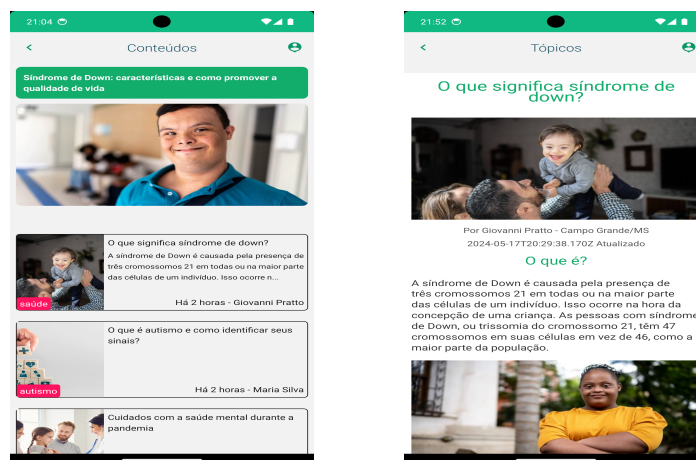 21:04
Conteúdos
Síndrome de Down: características e como promover a
qualidade de vida
O que significa síndrome de down?
A síndrome de Down é causada pela presença de
três cromossomos 21 em todas ou na maior parte
das células de um indivíduo. Isso ocorre n...
saúde
Há 2 horas - Giovanni Pratto
O que é autismo e como identificar seus
sinais?
autismo
Há 2 horas - Maria Silva
Cuidados com a saúde mental durante a
pandemia
21:52
Tópicos
O que significa síndrome de
down?
Por Giovanni Pratto - Campo Grande/MS
2024-05-17T20:29:38.170Z Atualizado
O que é?
A síndrome de Down é causada pela presença de
três cromossomos 21 em todas ou na maior parte
das células de um indivíduo. Isso ocorre na hora da
concepção de uma criança. As pessoas com síndrome
de Down, ou trissomia do cromossomo 21, têm 47
cromossomos em suas células em vez de 46, como a
maior parte da população.